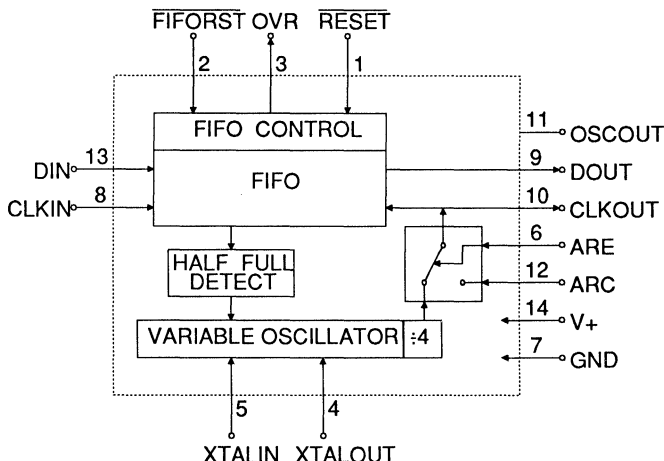 FIFORST OVR RESET
2 3 1
FIFO CONTROL
11 OSCOUT
DIN 13
FIFO
9 DOUT
CLKIN 8
10 CLKOUT
6 ARE
HALF FULL
DETECT
12 ARC
14 V+
VARIABLE OSCILLATOR ÷4
7 GND
5 4
XTALIN XTALOUT